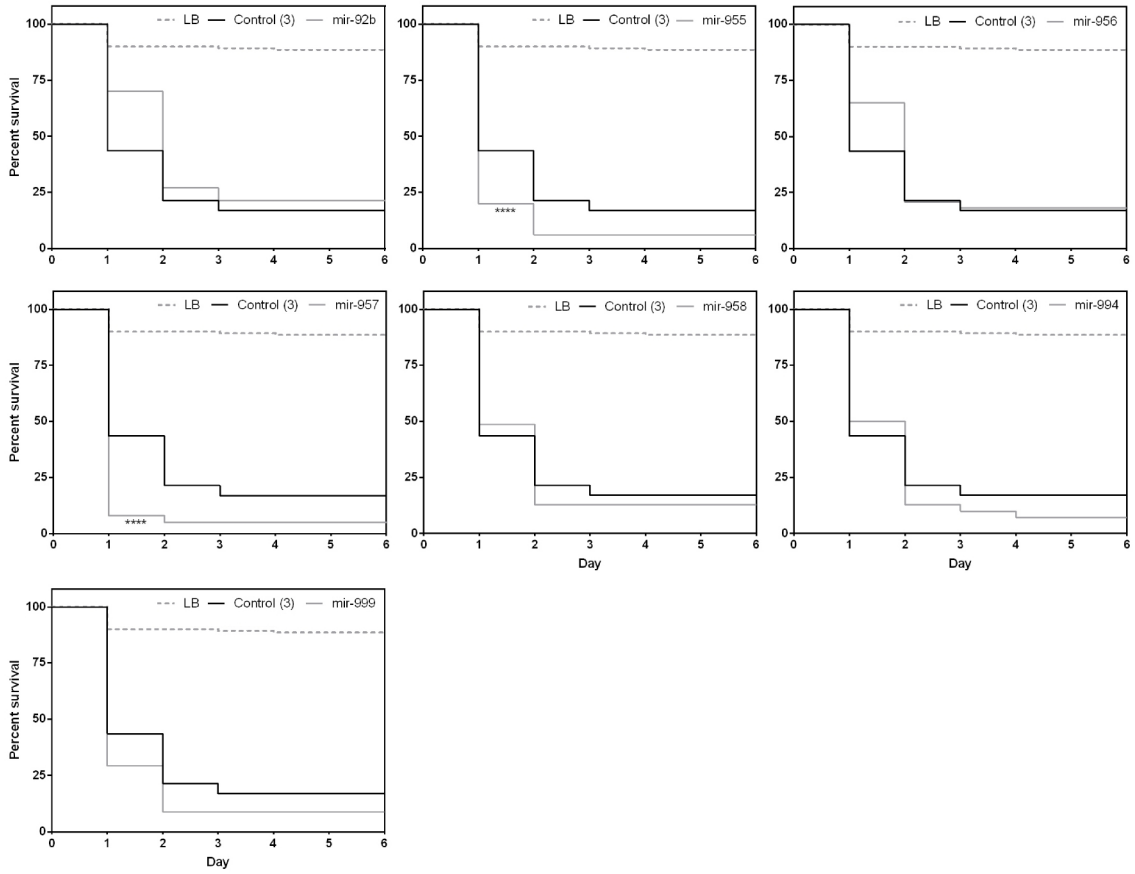 LB Control (3) mir-92b
100
75
50
25
0
0 1 2 3 4 5 6
Percent survival
LB Control (3) mir-955
100
75
50
25
0
0 1 2 3 4 5 6
****
LB Control (3) mir-956
100
75
50
25
0
0 1 2 3 4 5 6
LB Control (3) mir-957
100
75
50
25
0
0 1 2 3 4 5 6
Percent survival
****
LB Control (3) mir-958
100
75
50
25
0
0 1 2 3 4 5 6
Day
LB Control (3) mir-994
100
75
50
25
0
0 1 2 3 4 5 6
Day
LB Control (3) mir-999
100
75
50
25
0
0 1 2 3 4 5 6
Percent survival
Day